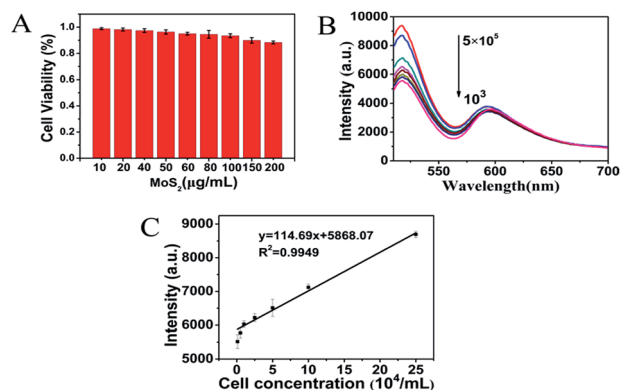 A
Cell Viability (%)
1.0
0.8
0.6
0.4
0.2
0.0
10 20 40 50 60 80 100 150 200
MoS₂(μg/mL)
B
Intensity (a.u.)
10000
8000
6000
4000
2000
0
5×10⁵
10³
550 600 650 700
Wavelength(nm)
C
Intensity (a.u.)
9000
8000
7000
6000
5000
y=114.69x+5868.07
R²=0.9949
0 5 10 15 20 25
Cell concentration (10⁴/mL)